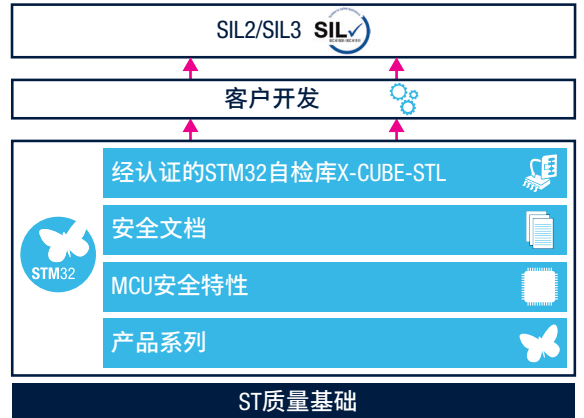 SIL2/SIL3 SIL
客户开发
经认证的STM32自检库X-CUBE-STL
安全文档
STM32
MCU安全特性
产品系列
ST质量基础